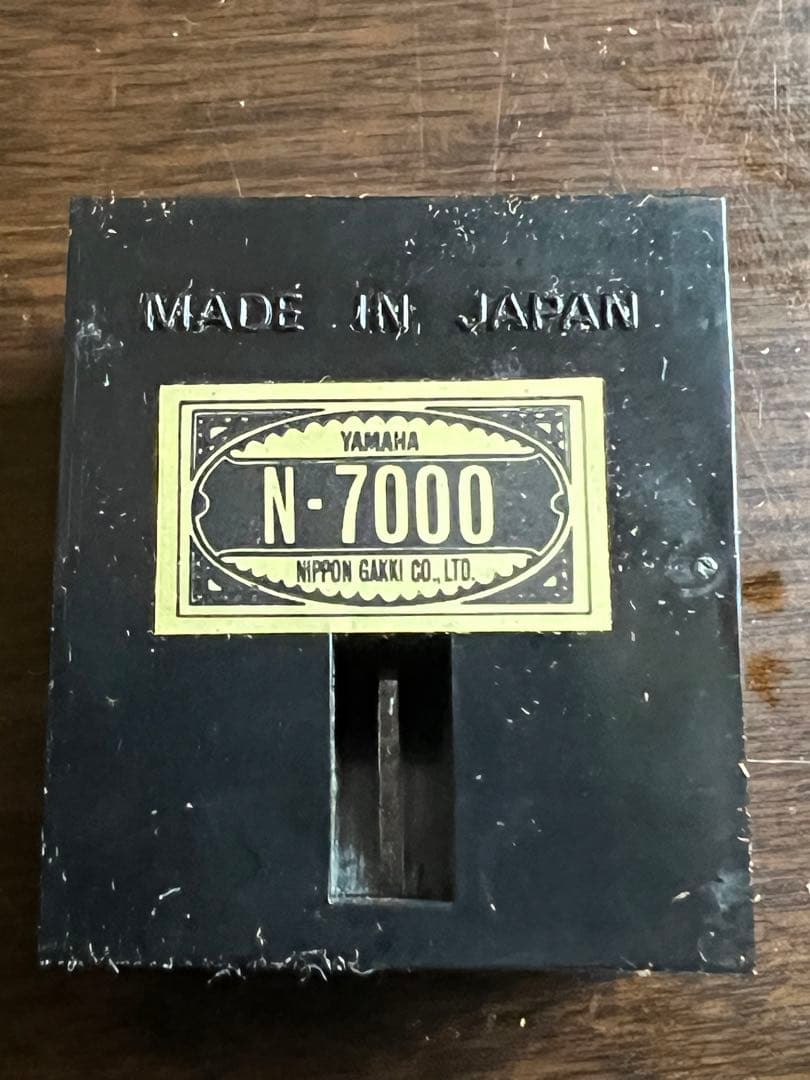 MADE IN JAPAN
YAMAHA
N-7000
NIPPON GAKKI CO., LTD.